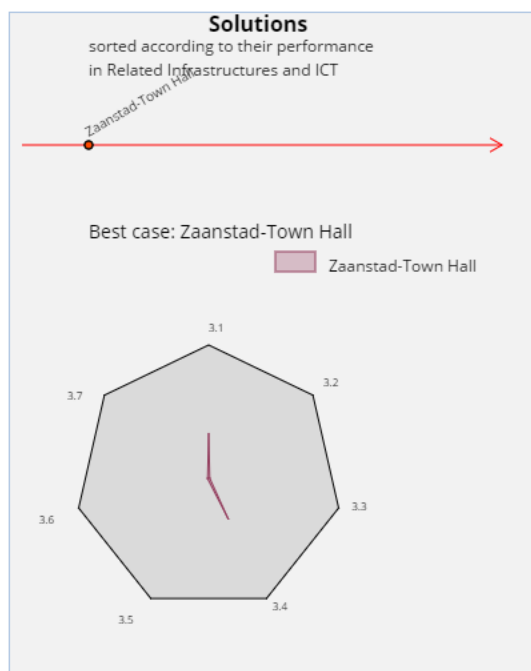 Solutions
sorted according to their performance
in Related Infrastructures and ICT
Zaanstad-Town Hall
Best case: Zaanstad-Town Hall
Zaanstad-Town Hall
3.1
3.2
3.7
3.3
3.6
3.4
3.5